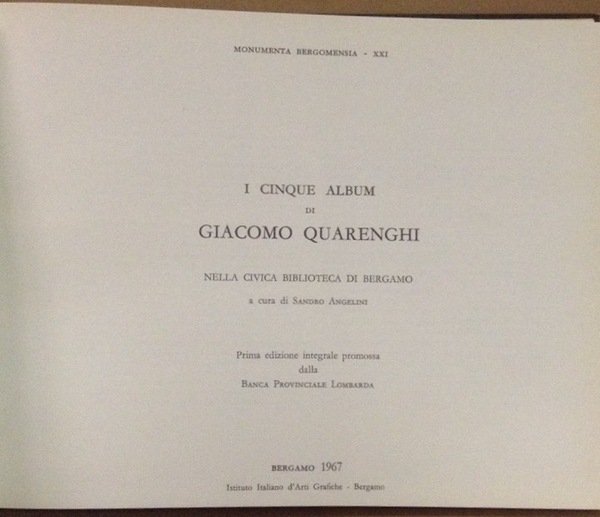 MONUMENTA BERGOMENSIA - XXI
I CINQUE ALBUM
DI
GIACOMO QUARENGHI
NELLA CIVICA BIBLIOTECA DI BERGAMO
a cura di SANDRO ANGELINI
Prima edizione integrale promossa
dalla
BANCA PROVINCIALE LOMBARDA
BERGAMO 1967
Istituto Italiano d'Arti Grafiche - Bergamo